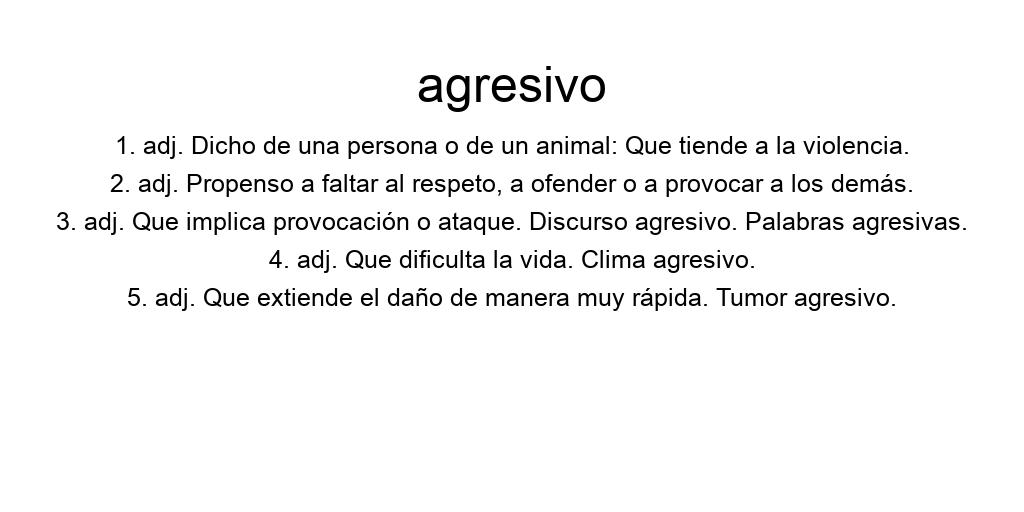 agresivo
1. adj. Dicho de una persona o de un animal: Que tiende a la violencia.
2. adj. Propenso a faltar al respeto, a ofender o a provocar a los demás.
3. adj. Que implica provocación o ataque. Discurso agresivo. Palabras agresivas.
4. adj. Que dificulta la vida. Clima agresivo.
5. adj. Que extiende el daño de manera muy rápida. Tumor agresivo.